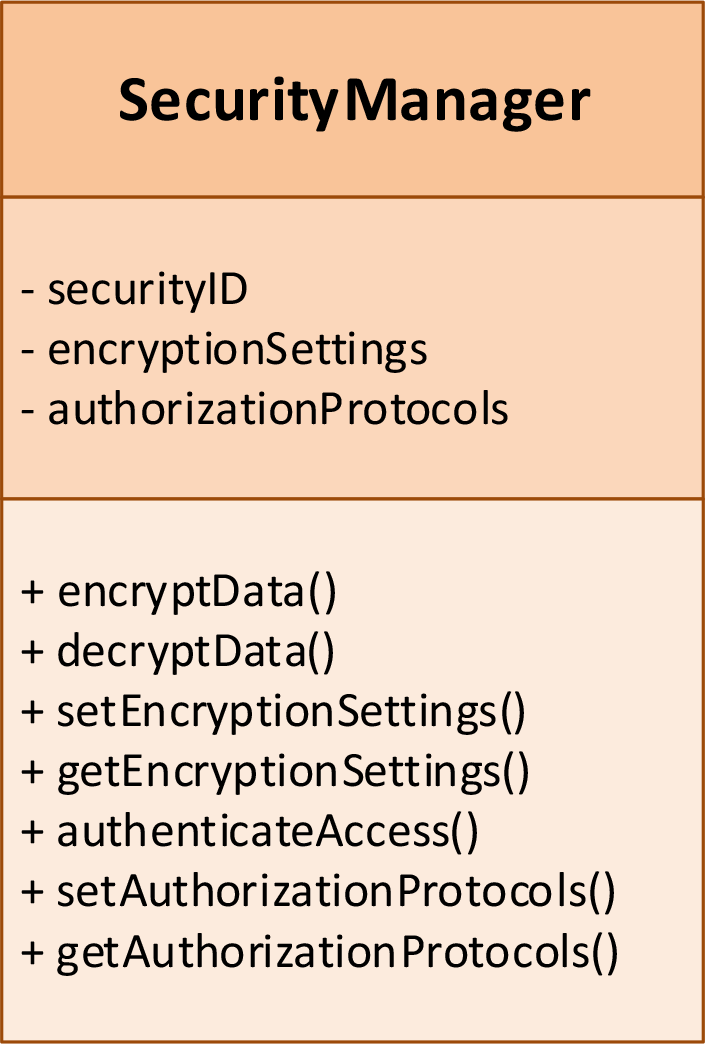 SecurityManager
- securityID
- encryptionSettings
- authorizationProtocols
+ encryptData()
+ decryptData()
+ setEncryptionSettings()
+ getEncryptionSettings()
+ authenticateAccess()
+ setAuthorizationProtocols()
+ getAuthorizationProtocols()